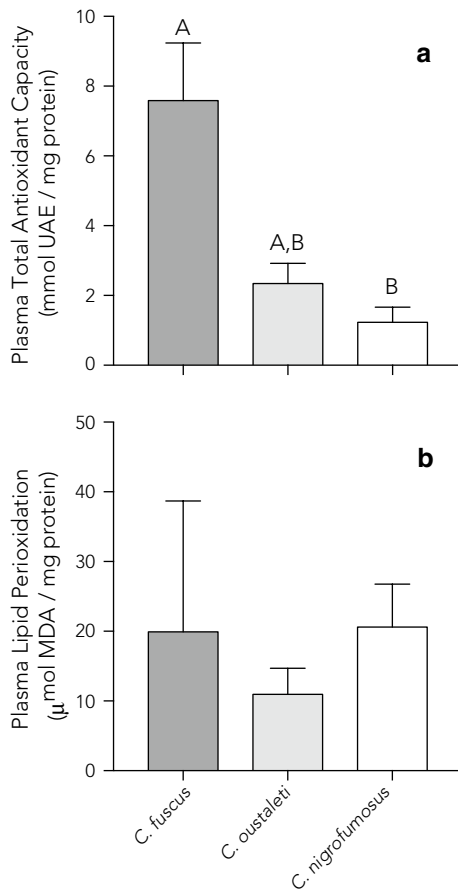 Plasma Total Antioxidant Capacity
(mmol UAE / mg protein)
10
8
6
4
2
0
a
A
A,B
B
Plasma Lipid Perioxidation
(μmol MDA / mg protein)
50
40
30
20
10
0
b
C. fuscus
C. oustaleti
C. nigrofumosus